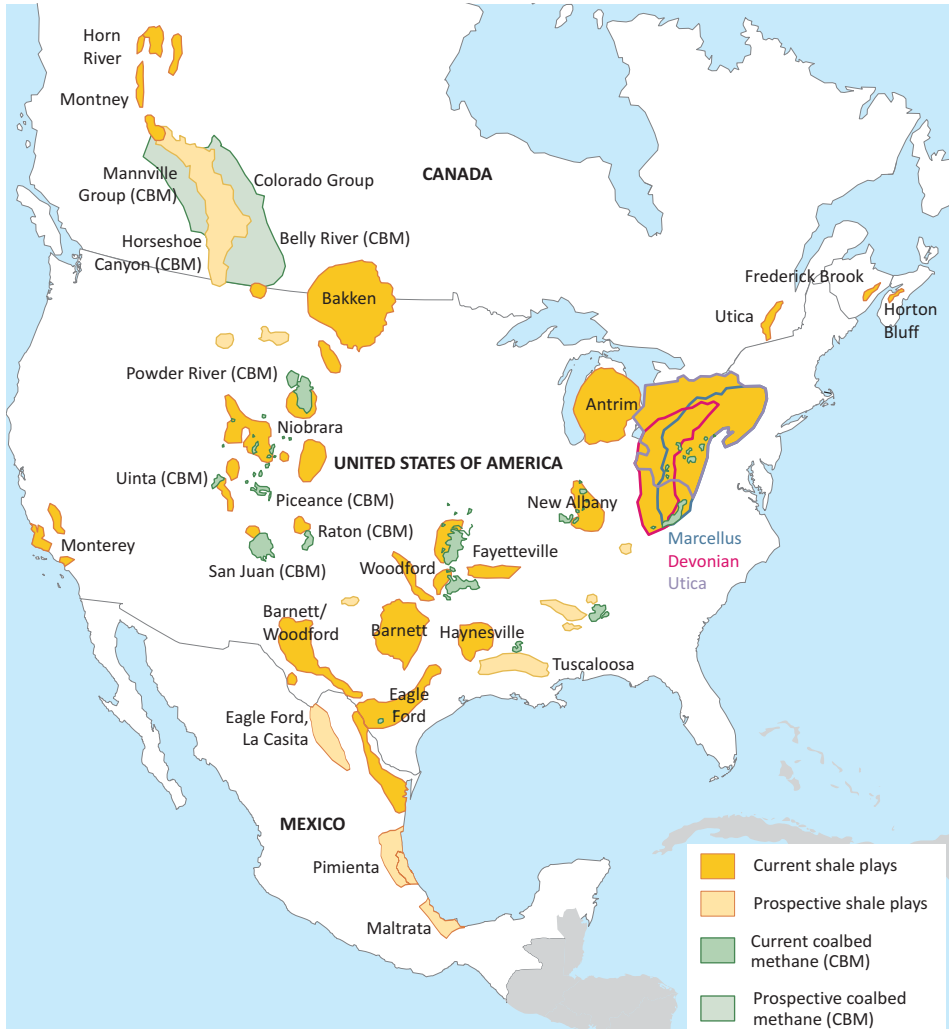 Horn
River
Montney
CANADA
Mannville
Group (CBM)
Colorado Group
Horseshoe
Canyon (CBM)
Belly River (CBM)
Bakken
Frederick Brook
Utica
Horton
Bluff
Powder River (CBM)
Niobrara
Antrim
UNITED STATES OF AMERICA
Uinta (CBM)
Piceance (CBM)
New Albany
Monterey
Raton (CBM)
San Juan (CBM)
Woodford
Fayetteville
Marcellus
Devonian
Utica
Barnett/
Woodford
Barnett
Haynesville
Tuscaloosa
Eagle
Ford
Eagle Ford,
La Casita
MEXICO
Pimienta
Maltrata
Current shale plays
Prospective shale plays
Current coalbed
methane (CBM)
Prospective coalbed
methane (CBM)